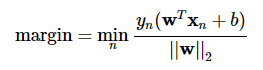 margin = min_n y_n(w^T x_n + b) / ||w||_2